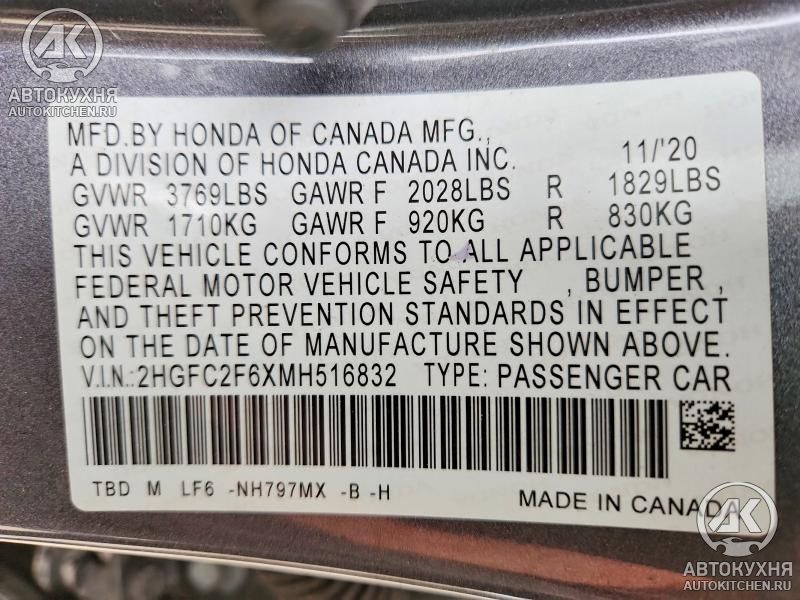 АК
АВТОКУХНЯ
AUTOKITCHEN.RU
MFD.BY HONDA OF CANADA MFG.,
A DIVISION OF HONDA CANADA INC. 11/'20
GVWR 3769LBS GAWR F 2028LBS R 1829LBS
GVWR 1710KG GAWR F 920KG R 830KG
THIS VEHICLE CONFORMS TO ALL APPLICABLE
FEDERAL MOTOR VEHICLE SAFETY , BUMPER ,
AND THEFT PREVENTION STANDARDS IN EFFECT
ON THE DATE OF MANUFACTURE SHOWN ABOVE.
V.I.N.:2HGFC2F6XMH516832 TYPE: PASSENGER CAR
TBD M LF6 -NH797MX -B -H MADE IN CANADA
АК
АВТОКУХНЯ
AUTOKITCHEN.RU